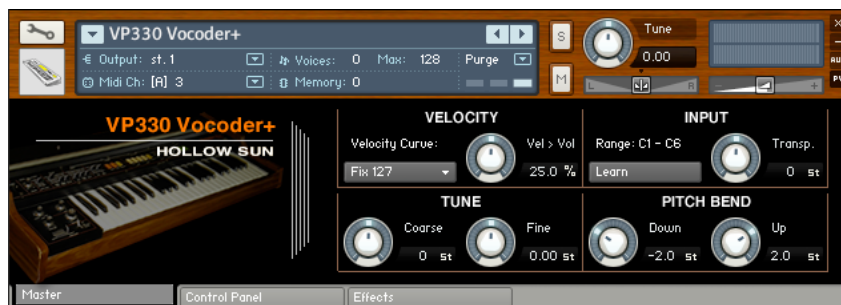 VP330 Vocoder+
S
Tune
Output: st.1 Voices: 0 Max: 128 Purge
0.00
Midi Ch: [A] 3 Memory: 0
M
L R - +
AU
PV
VP330 Vocoder+
HOLLOW SUN
VELOCITY
Velocity Curve: Vel > Vol
Fix 127 25.0 %
INPUT
Range: C1 - C6 Transp.
Learn 0 st
TUNE
Coarse Fine
0 st 0.00 st
PITCH BEND
Down Up
-2.0 st 2.0 st
Master Control Panel Effects